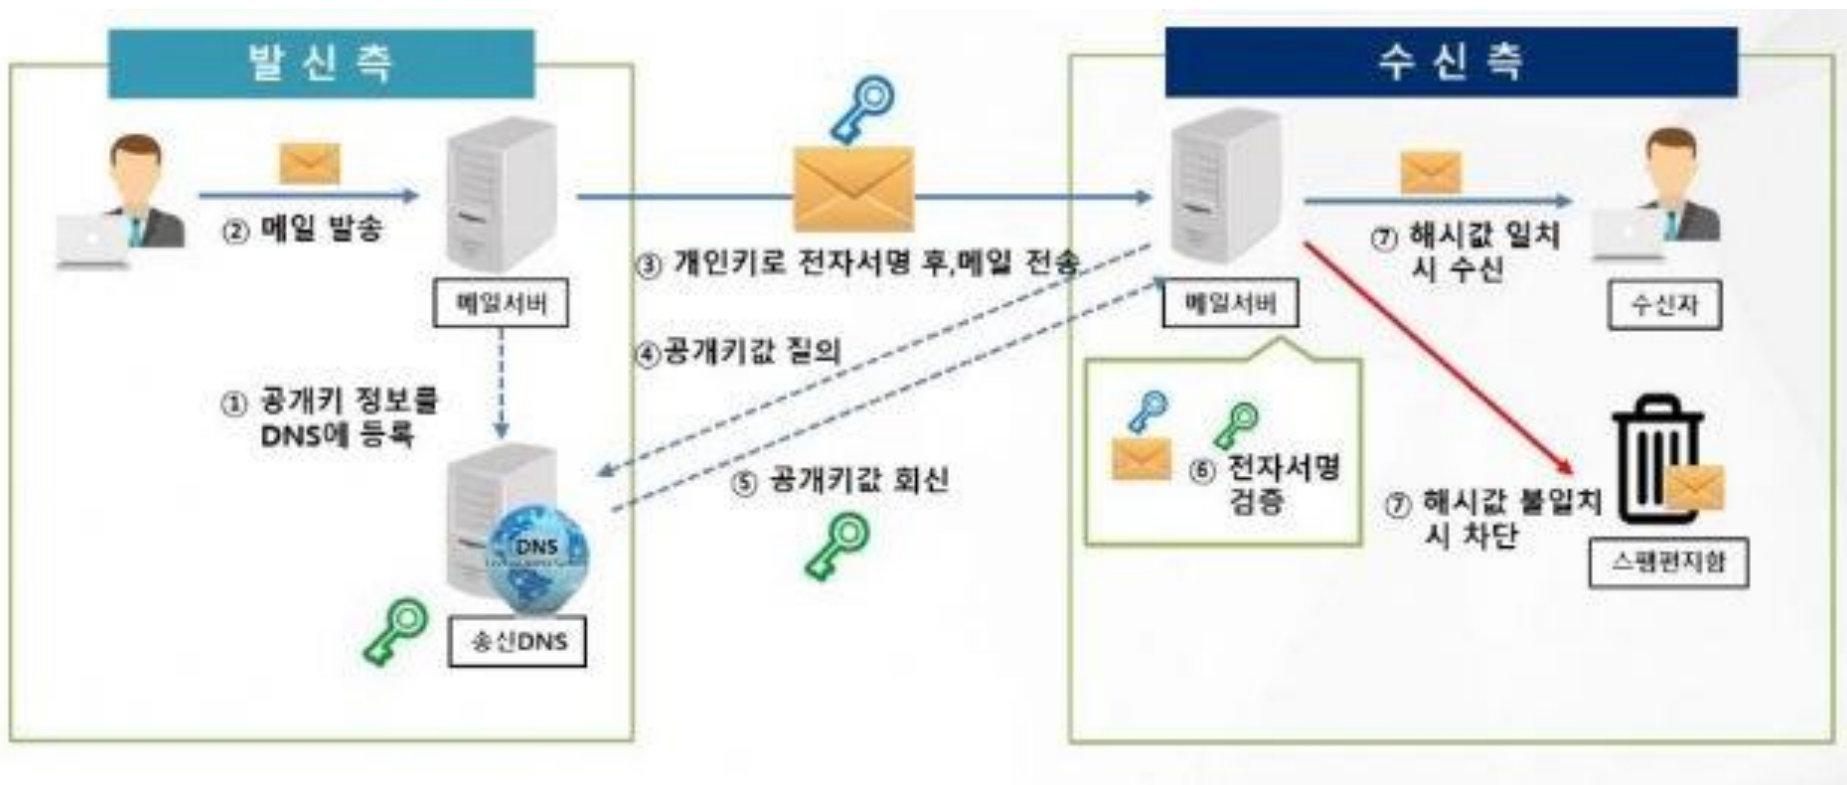 발 신 측
수 신 측
② 메일 발송
③ 개인키로 전자서명 후,메일 전송
⑦ 해시값 일치
시 수신
메일서버
메일서버
수신자
④공개키값 질의
① 공개키 정보를
DNS에 등록
⑤ 공개키값 회신
⑥ 전자서명
검증
⑦ 해시값 불일치
시 차단
DNS
스팸편지함
송신DNS